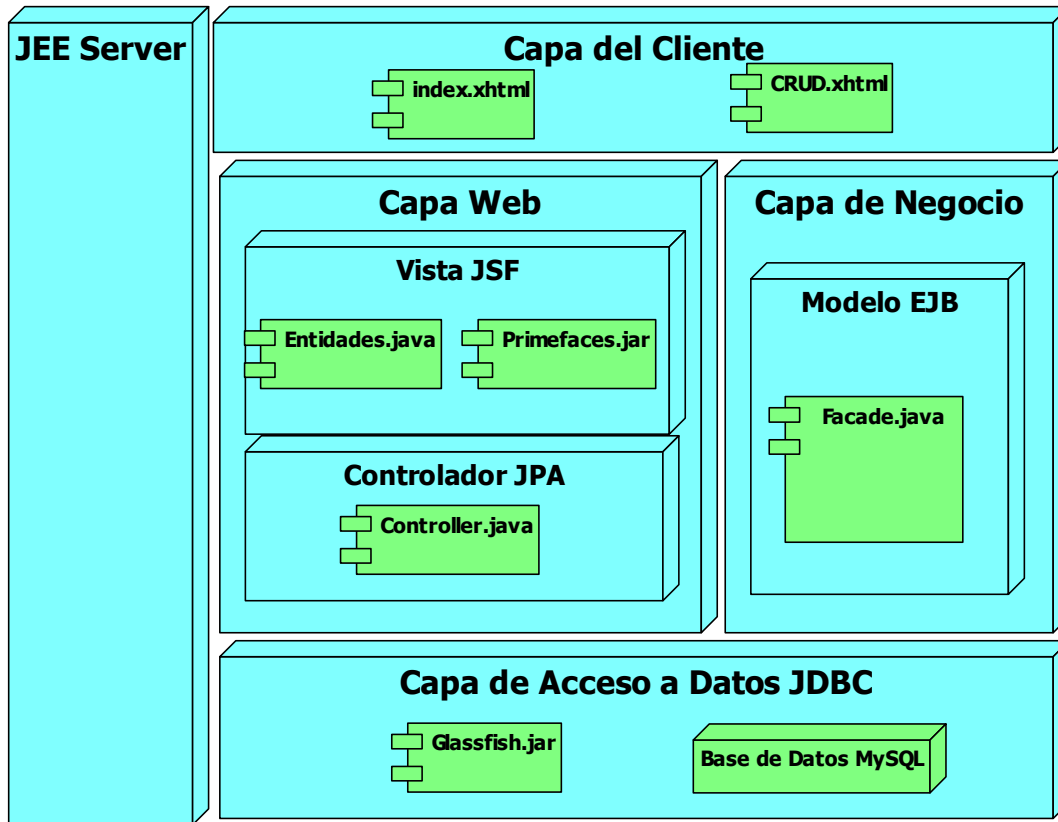 JEE Server
Capa del Cliente
index.xhtml
CRUD.xhtml
Capa Web
Vista JSF
Entidades.java
Primefaces.jar
Controlador JPA
Controller.java
Capa de Negocio
Modelo EJB
Facade.java
Capa de Acceso a Datos JDBC
Glassfish.jar
Base de Datos MySQL